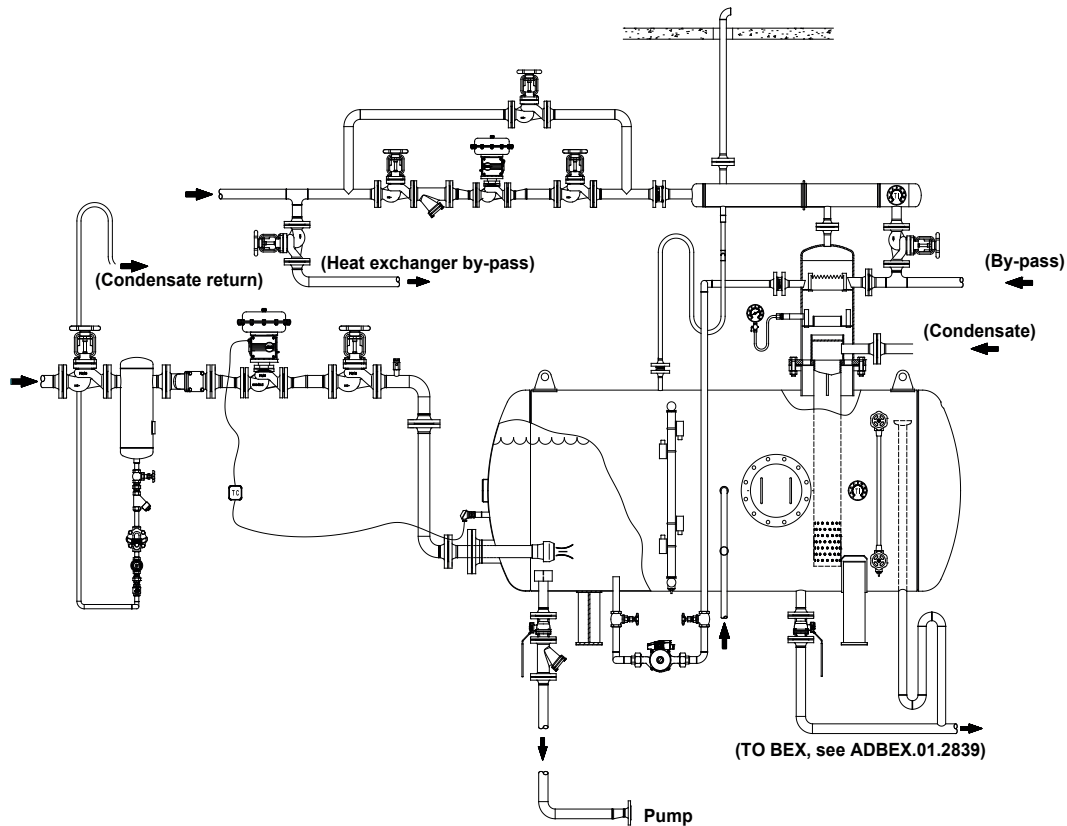 (Condensate return)
(Heat exchanger by-pass)
(By-pass)
(Condensate)
TC
(TO BEX, see ADBEX.01.2839)
Pump